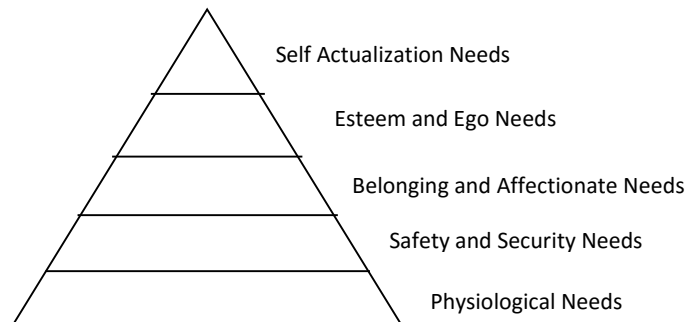 Self Actualization Needs
Esteem and Ego Needs
Belonging and Affectionate Needs
Safety and Security Needs
Physiological Needs